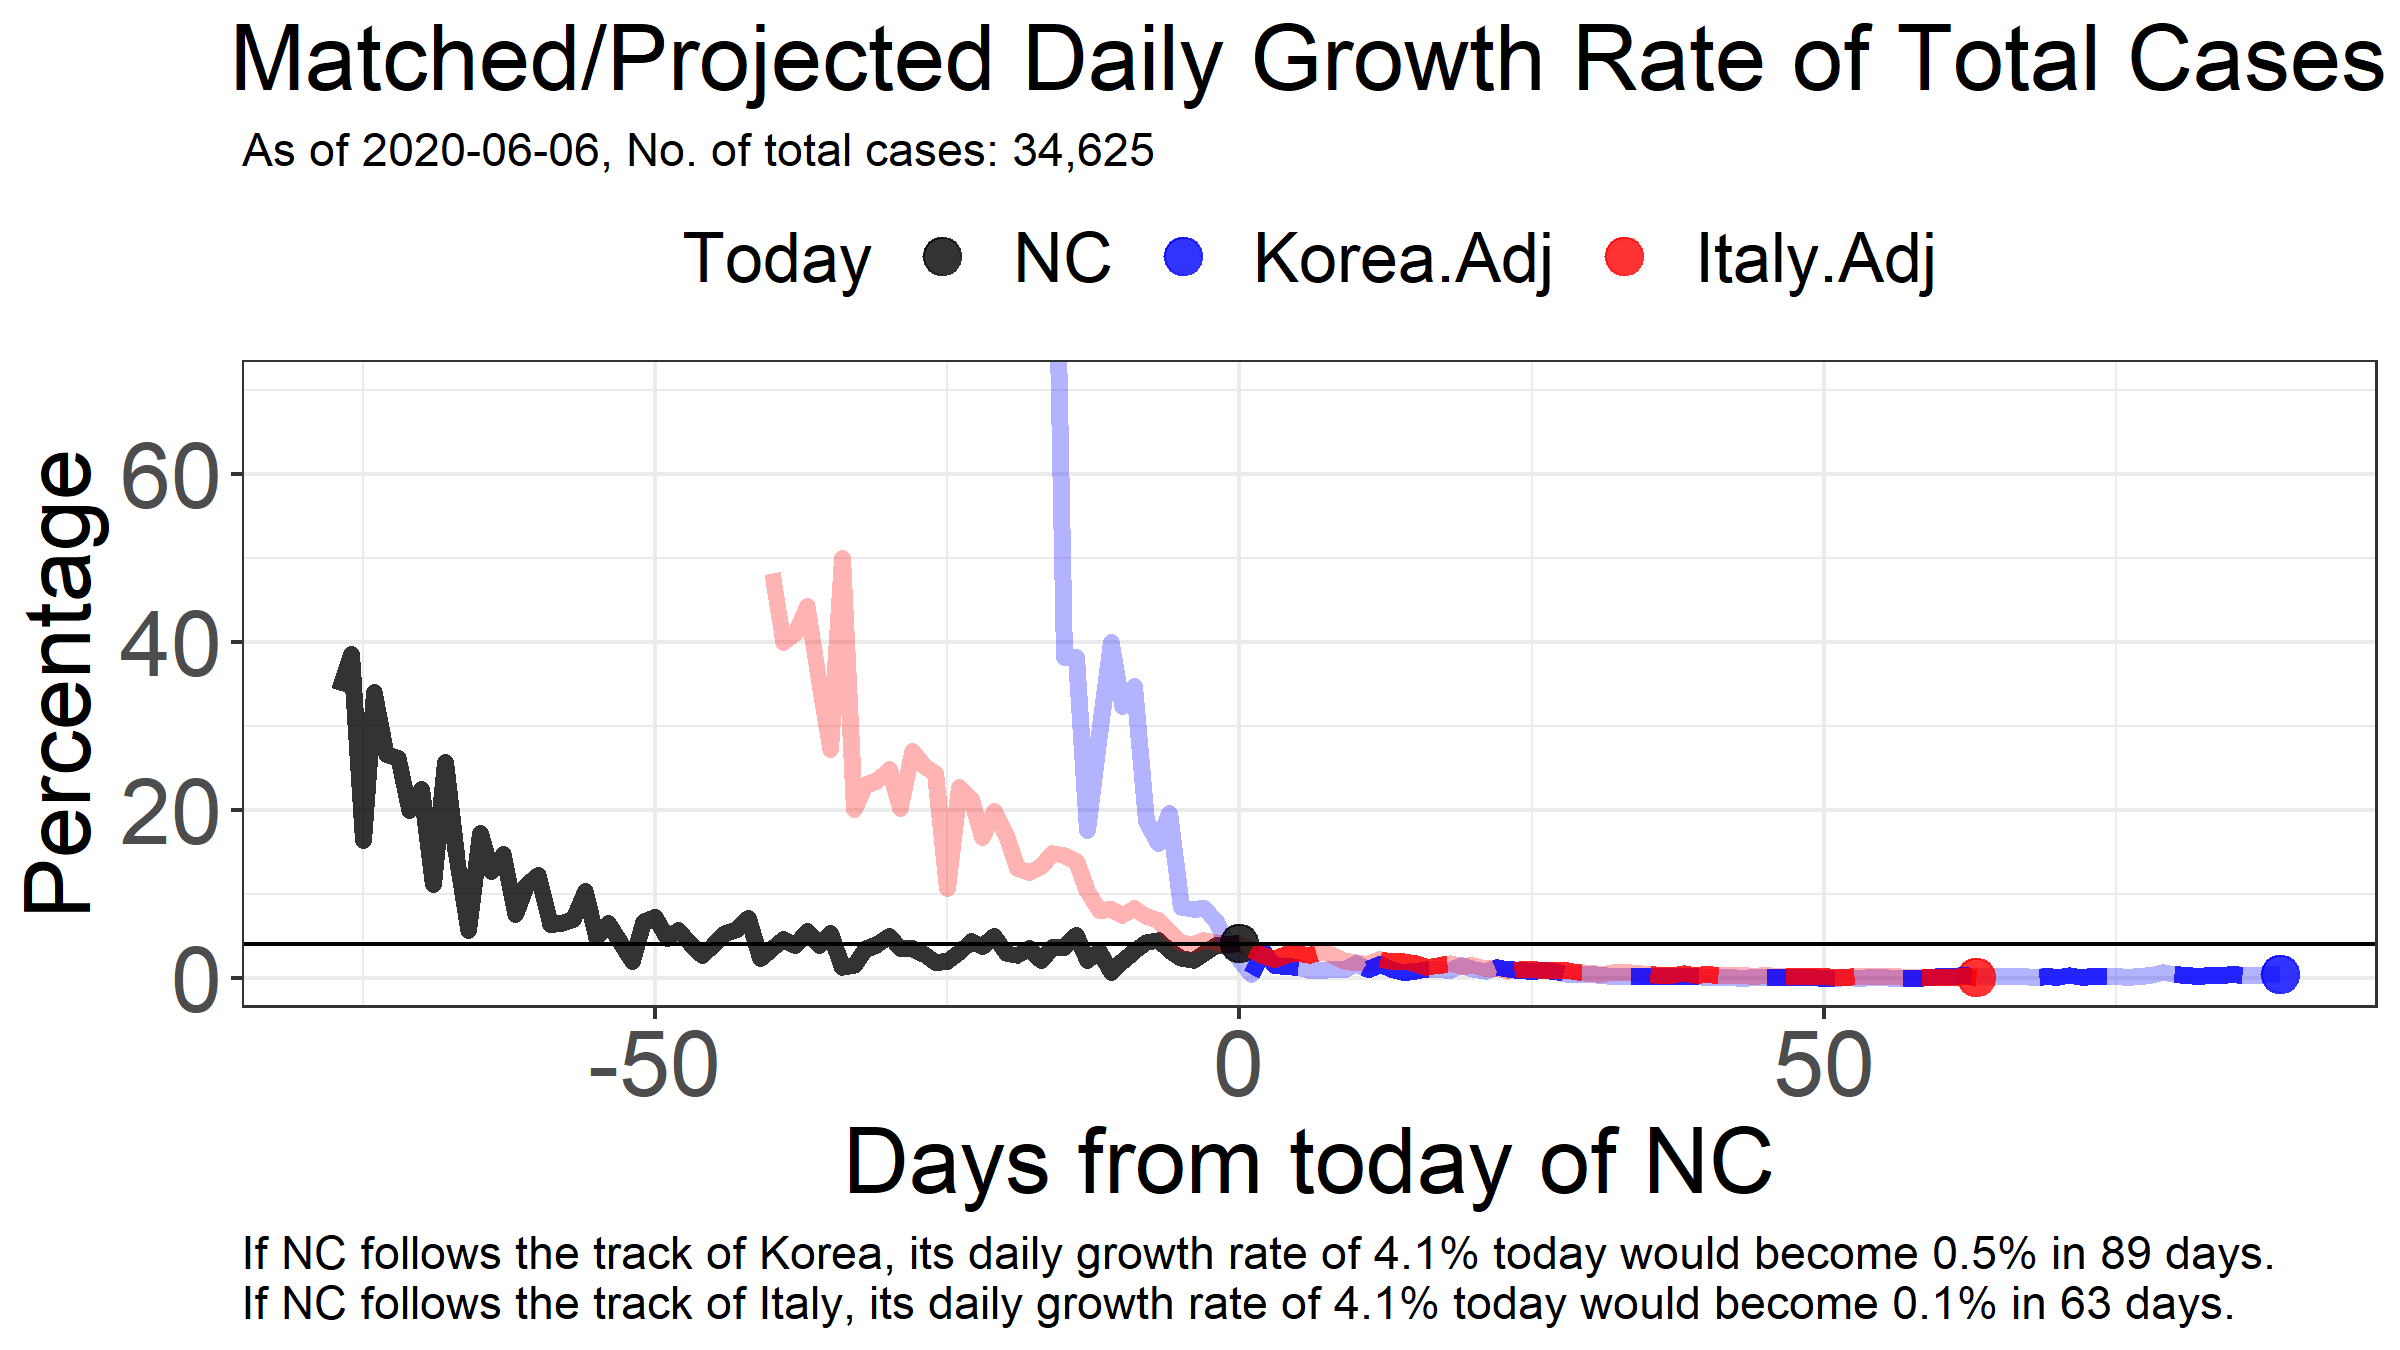 Matched/Projected Daily Growth Rate of Total Cases
As of 2020-06-06, No. of total cases: 34,625
Today NC Korea.Adj Italy.Adj
Percentage
60
40
20
0
-50 0 50
Days from today of NC
If NC follows the track of Korea, its daily growth rate of 4.1% today would become 0.5% in 89 days.
If NC follows the track of Italy, its daily growth rate of 4.1% today would become 0.1% in 63 days.